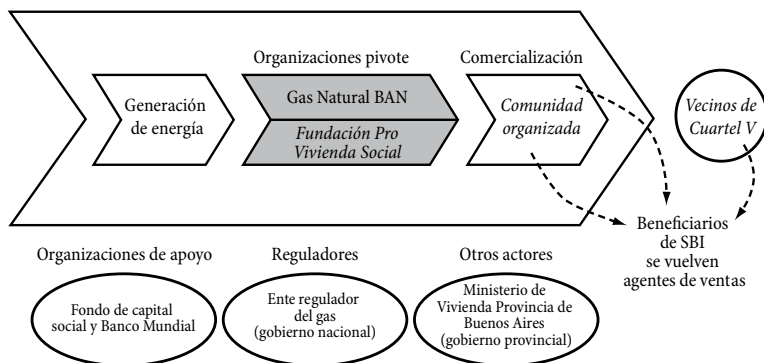 Organizaciones pivote
Comercialización
Generación
de energía
Gas Natural BAN
Fundación Pro
Vivienda Social
Comunidad
organizada
Vecinos de
Cuartel V
Beneficiarios
de SBI
se vuelven
agentes de ventas
Organizaciones de apoyo
Reguladores
Otros actores
Fondo de capital
social y Banco Mundial
Ente regulador
del gas
(gobierno nacional)
Ministerio de
Vivienda Provincia de
Buenos Aires
(gobierno provincial)